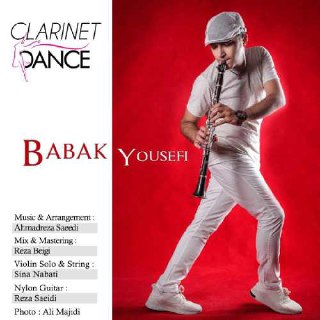 CLARINET
DANCE
BABAK YOUSEFI
Music & Arrangement :
Ahmadreza Saeedi
Mix & Mastering :
Reza Beigi
Violin Solo & String :
Sina Nabati
Nylon Guitar :
Reza Saeidi
Photo : Ali Majidi